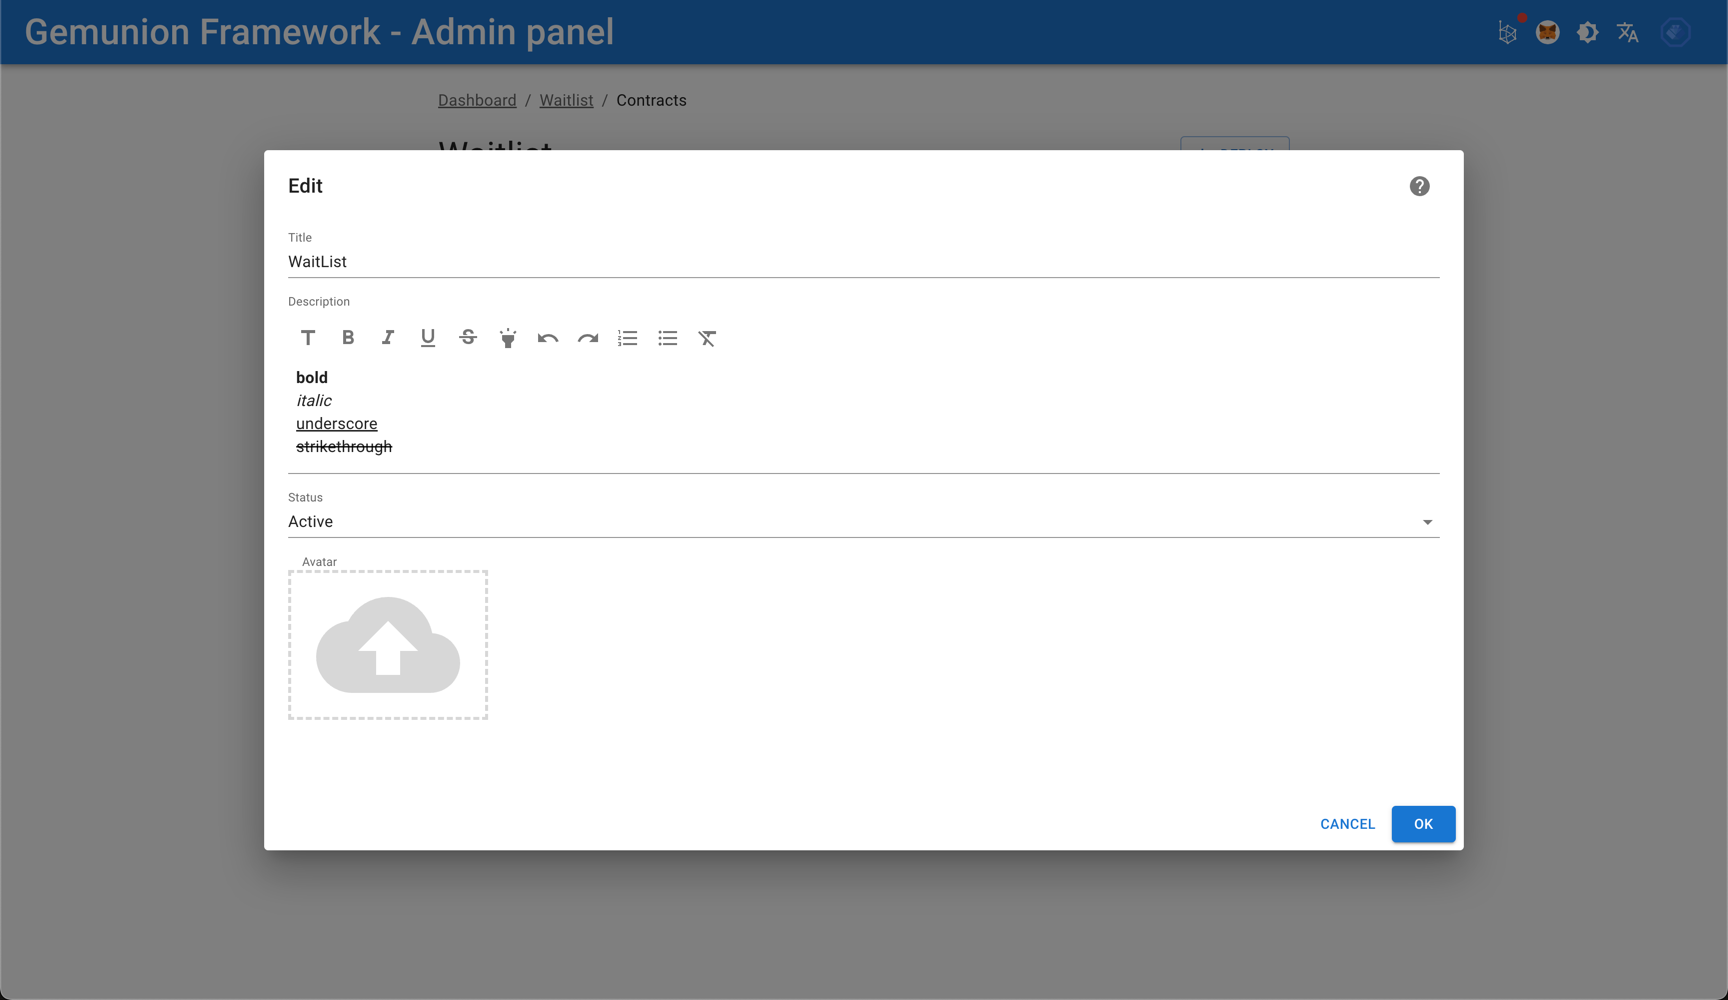 Gemunion Framework - Admin panel
Dashboard / Waitlist / Contracts
Waitlist
Edit
Title
WaitList
Description
bold
italic
underscore
strikethrough
Status
Active
Avatar
CANCEL OK